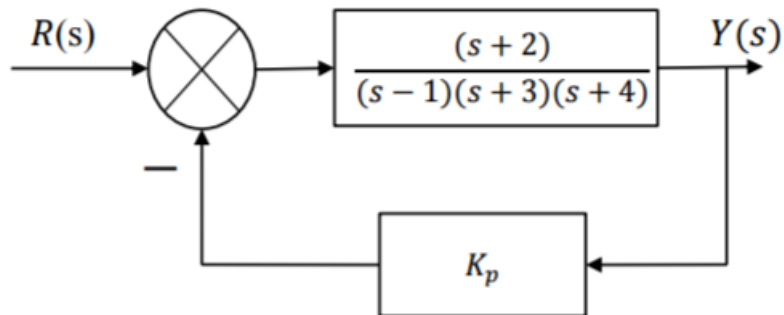 R(s)
Y(s)
(s + 2)
(s − 1)(s + 3)(s + 4)
−
K_p